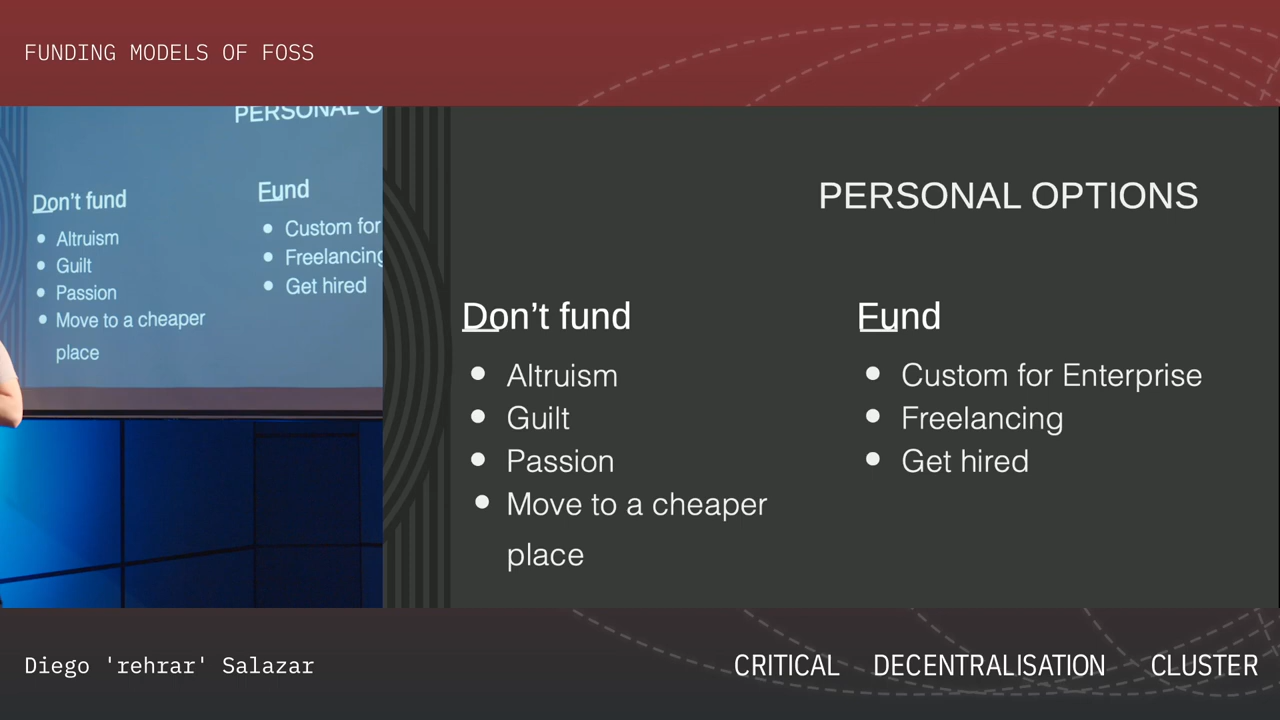 FUNDING MODELS OF FOSS
PERSONAL O
Don't fund
Altruism
Guilt
Passion
Move to a cheaper
place
Fund
Custom for
Freelancing
Get hired
PERSONAL OPTIONS
Don't fund
Altruism
Guilt
Passion
Move to a cheaper
place
Fund
Custom for Enterprise
Freelancing
Get hired
Diego 'rehrar' Salazar
CRITICAL DECENTRALISATION CLUSTER